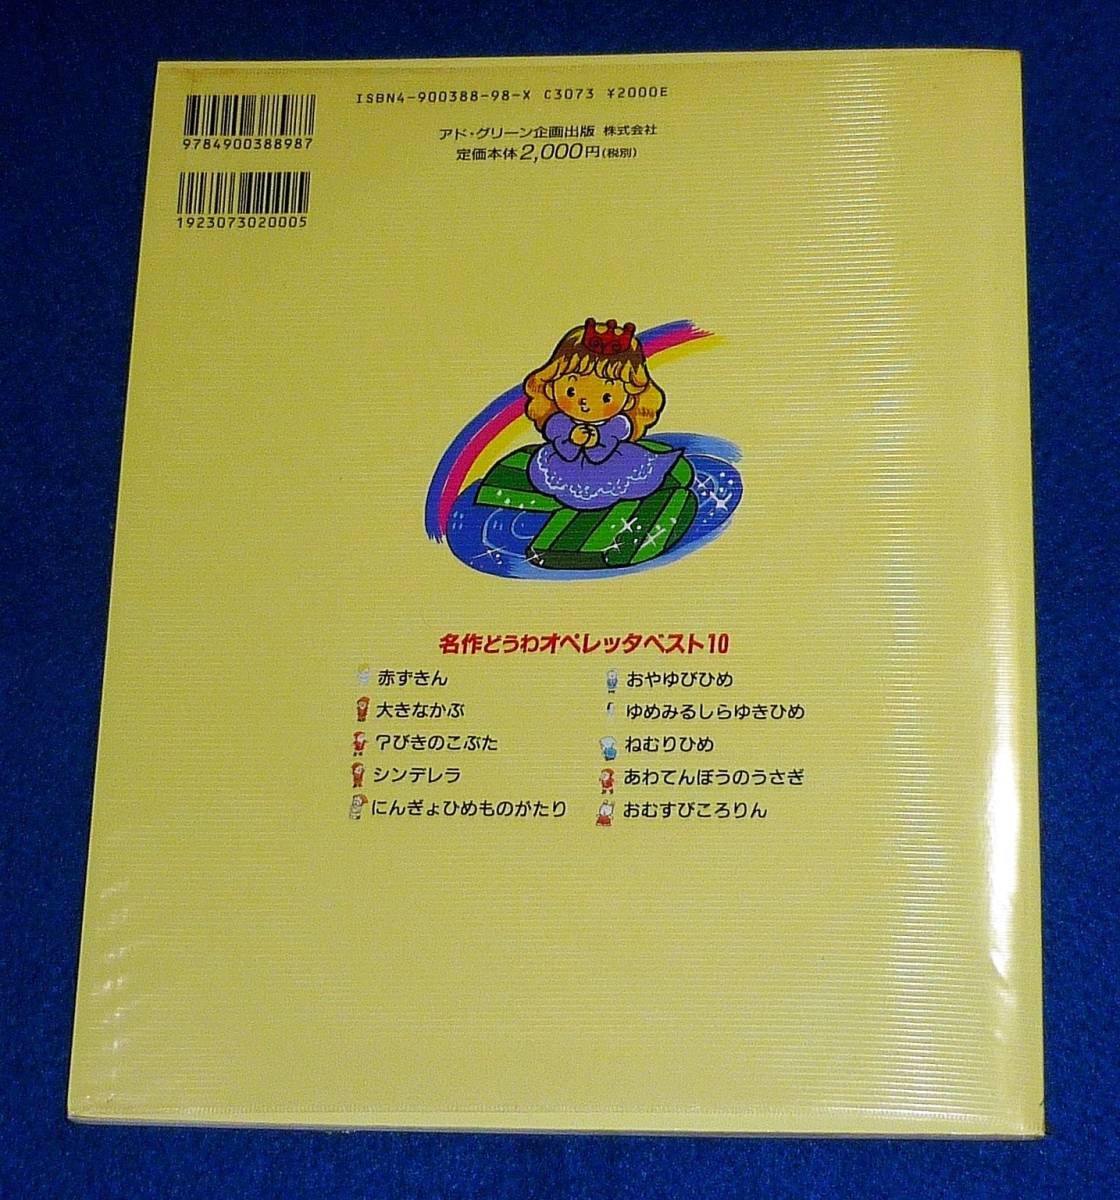 ISBN4-900388-98-X C3073 ¥2000E
9784900388987
アド・グリーン企画出版 株式会社
定価本体2,000円(税別)
1923073020005
名作どうわオペレッタベスト10
赤ずきん
大きなかぶ
?びきのこぶた
シンデレラ
にんぎょひめものがたり
おやゆびひめ
ゆめみるしらゆきひめ
ねむりひめ
あわてんぼうのうさぎ
おむすびころりん